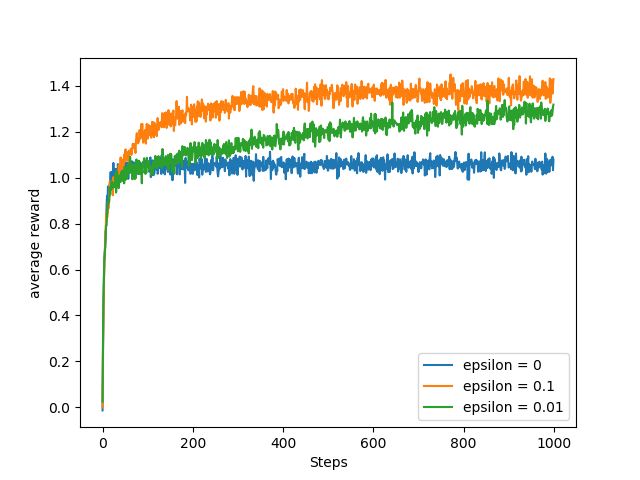 1.4
1.2
1.0
0.8
0.6
0.4
0.2
0.0
average reward
0 200 400 600 800 1000
Steps
epsilon = 0
epsilon = 0.1
epsilon = 0.01